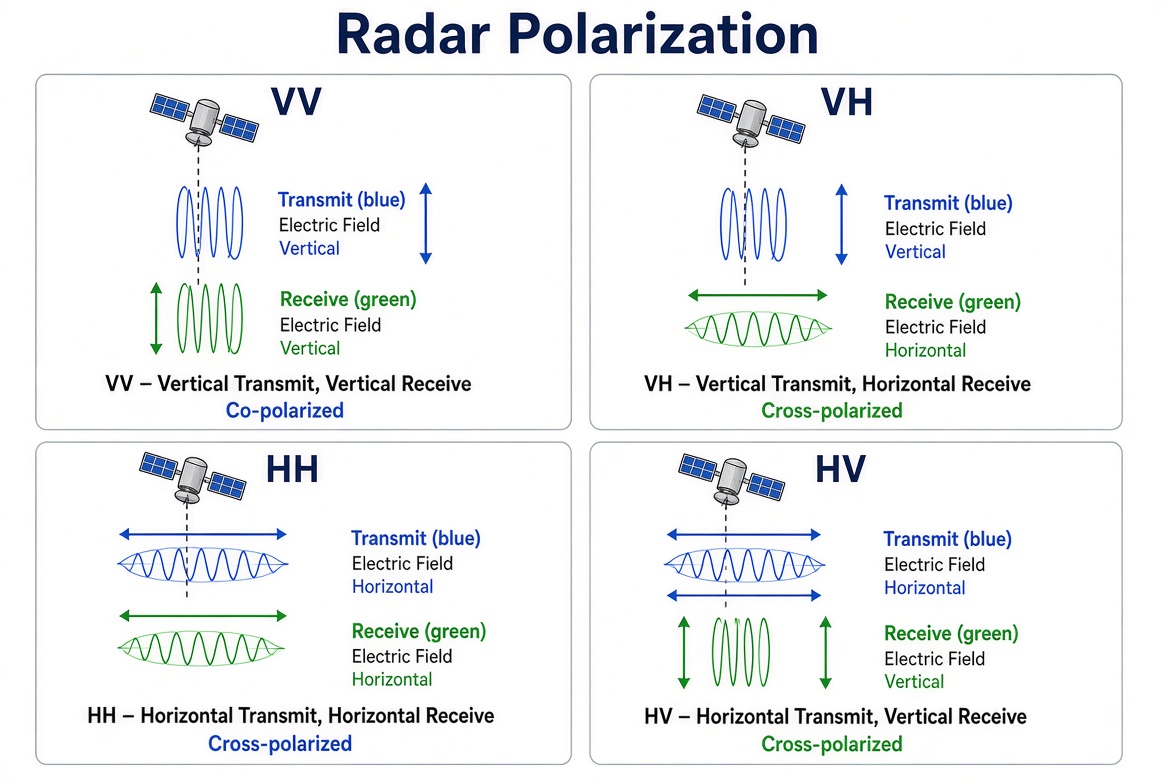 Radar Polarization
VV
Transmit (blue)
Electric Field
Vertical
Receive (green)
Electric Field
Vertical
VV – Vertical Transmit, Vertical Receive
Co-polarized
VH
Transmit (blue)
Electric Field
Vertical
Receive (green)
Electric Field
Horizontal
VH – Vertical Transmit, Horizontal Receive
Cross-polarized
HH
Transmit (blue)
Electric Field
Horizontal
Receive (green)
Electric Field
Horizontal
HH – Horizontal Transmit, Horizontal Receive
Cross-polarized
HV
Transmit (blue)
Electric Field
Horizontal
Receive (green)
Electric Field
Vertical
HV – Horizontal Transmit, Vertical Receive
Cross-polarized